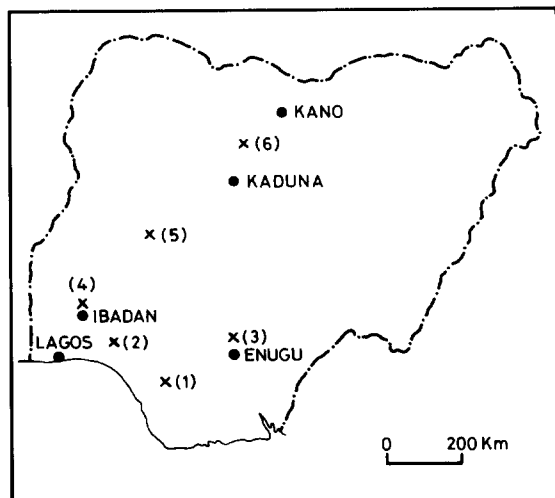 KANO
(6)
KADUNA
(5)
(4)
IBADAN
LAGOS
(2)
(3)
ENUGU
(1)
0 200 Km